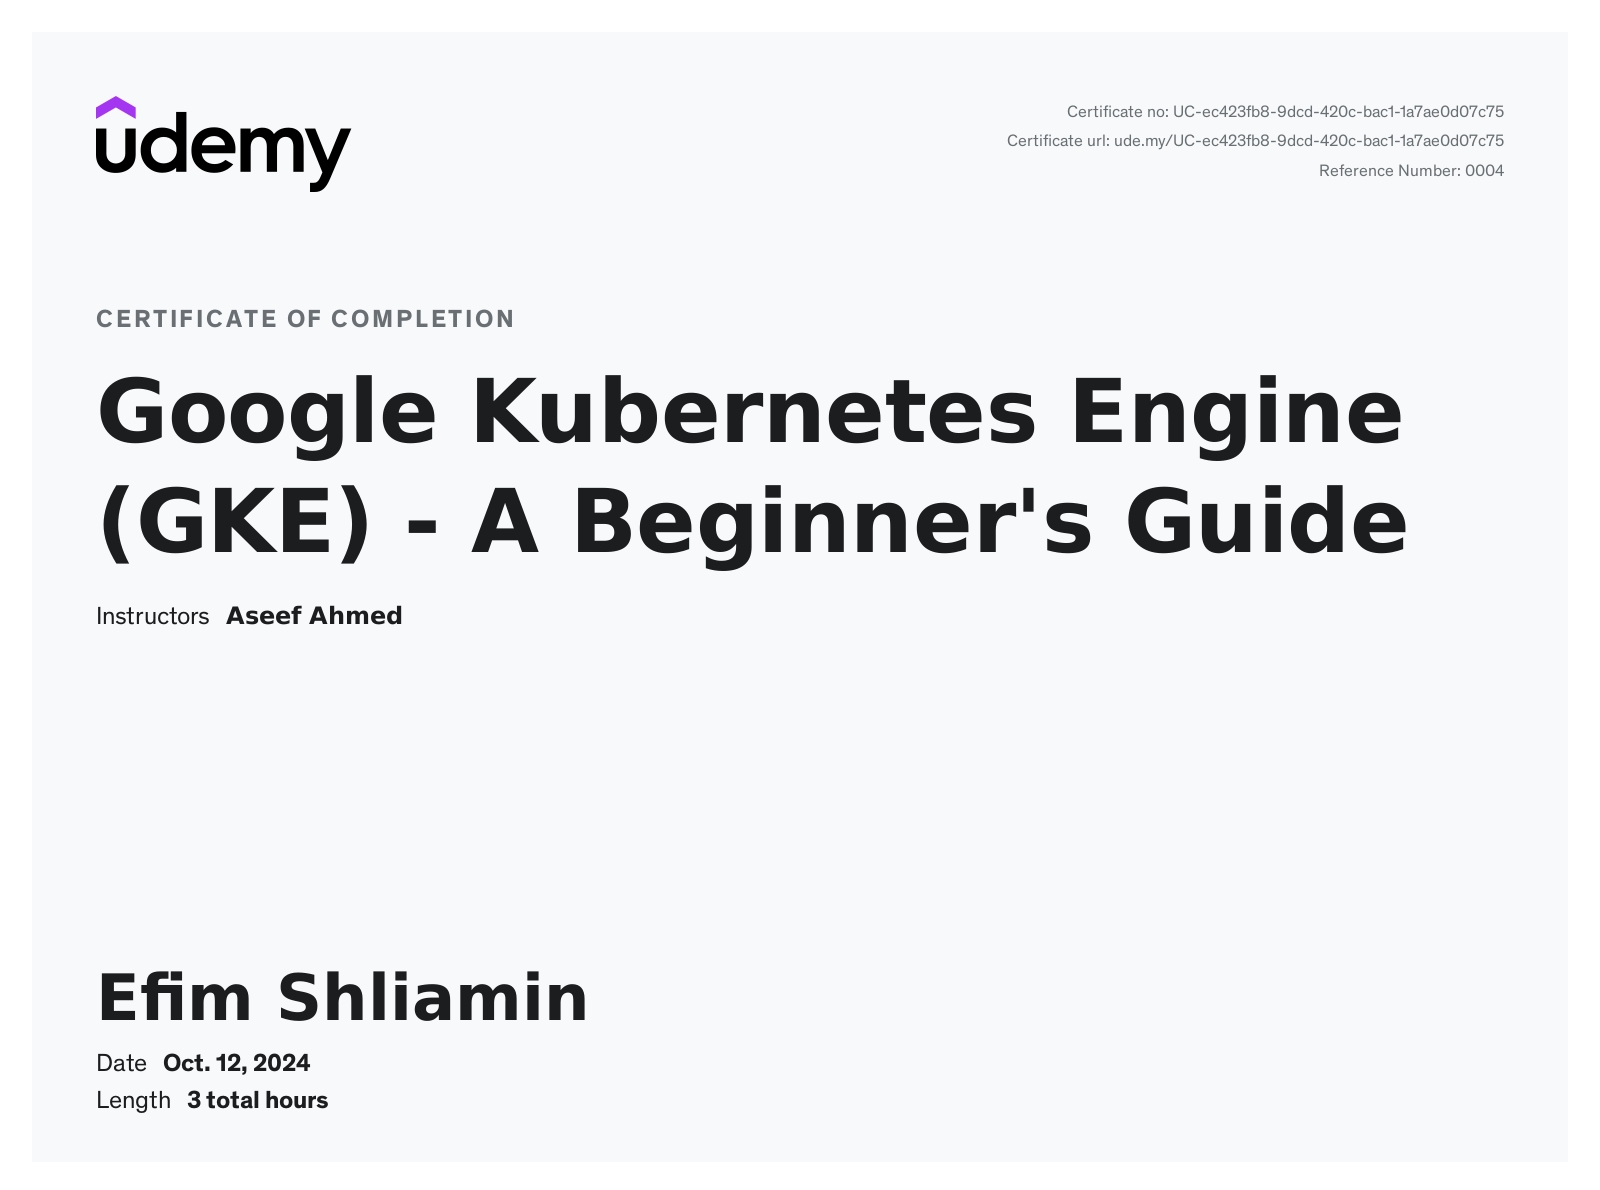 udemy
Certificate no: UC-ec423fb8-9dcd-420c-bac1-1a7ae0d07c75
Certificate url: ude.my/UC-ec423fb8-9dcd-420c-bac1-1a7ae0d07c75
Reference Number: 0004
CERTIFICATE OF COMPLETION
Google Kubernetes Engine
(GKE) - A Beginner's Guide
Instructors Aseef Ahmed
Efim Shliamin
Date Oct. 12, 2024
Length 3 total hours